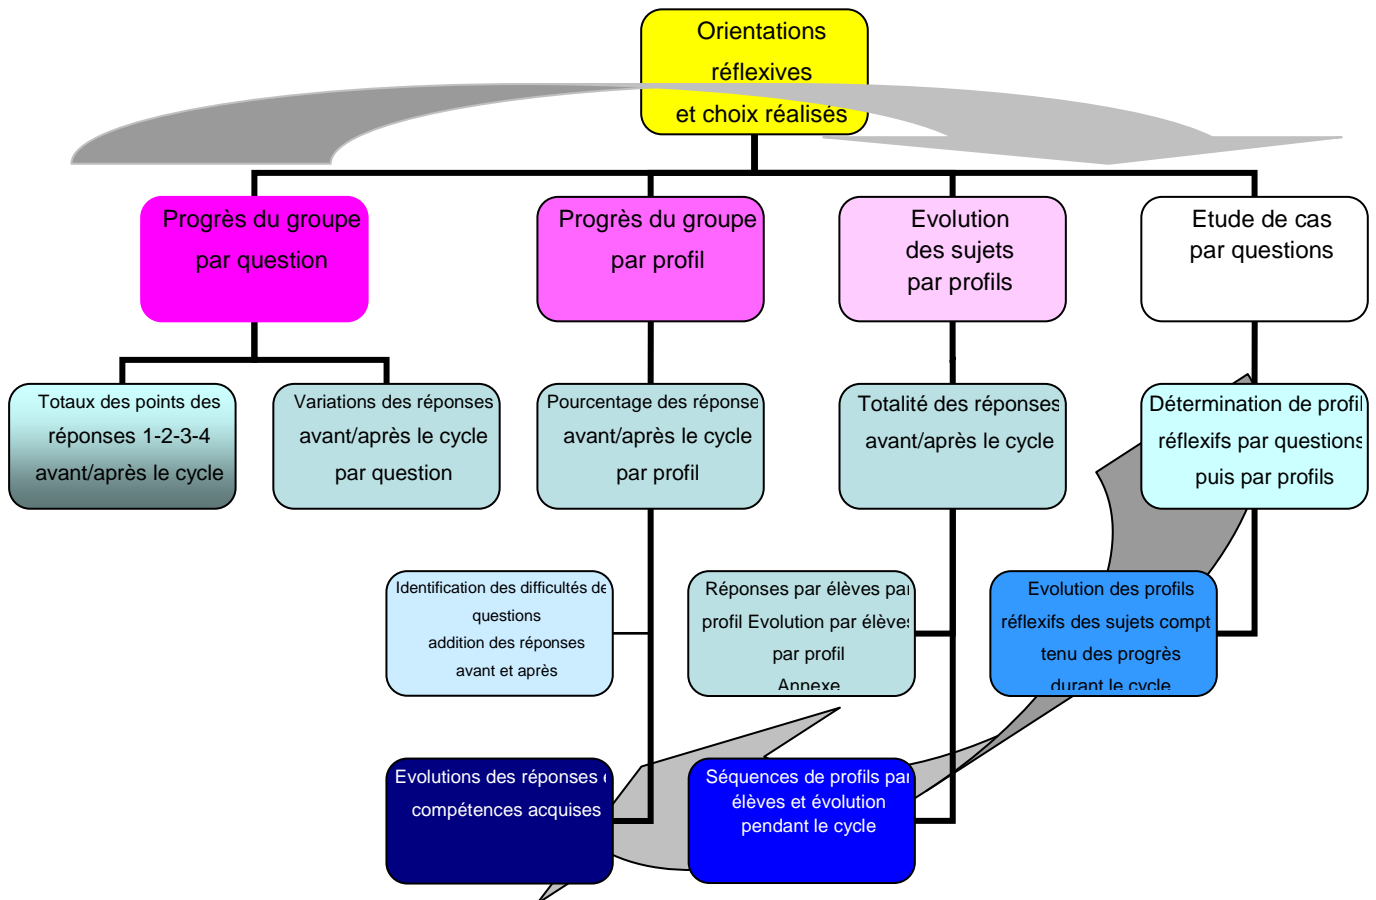 Orientations
réflexives
et choix réalisés
Progrès du groupe
par question
Progrès du groupe
par profil
Evolution
des sujets
par profils
Etude de cas
par questions
Totaux des points des
réponses 1-2-3-4
avant/après le cycle
Variations des réponses
avant/après le cycle
par question
Pourcentage des réponse
avant/après le cycle
par profil
Totalité des réponses
avant/après le cycle
Détermination de profil
réflexifs par questions
puis par profils
Identification des difficultés de
questions
addition des réponses
avant et après
Réponses par élèves par
profil Evolution par élèves
par profil
Annexe
Evolution des profils
réflexifs des sujets compt
tenu des progrès
durant le cycle
Evolutions des réponses
compétences acquises
Séquences de profils par
élèves et évolution
pendant le cycle